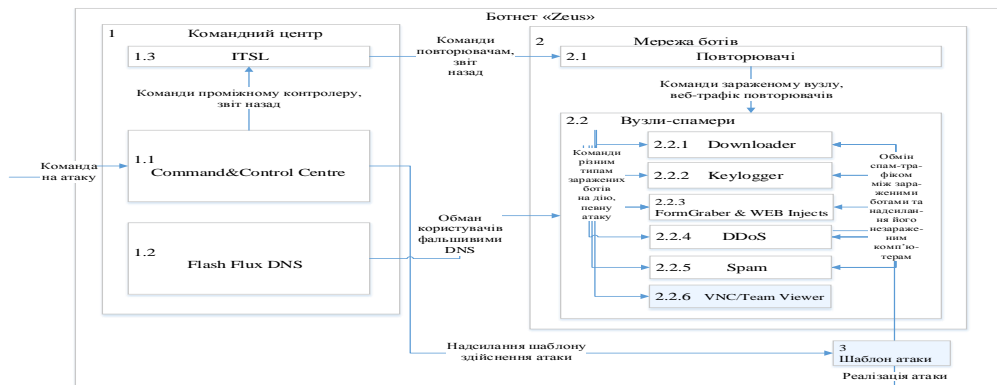 Ботнет «Zeus»
1
Командний центр
1.3 ITSL
Команди проміжному контролеру,
звіт назад
1.1
Command&Control Centre
Команда
на атаку
1.2
Flash Flux DNS
Команди
повторювачам,
звіт
назад
Обман
користувачів
фальшивими
DNS
2
Мережа ботів
2.1 Повторювачі
Команди зараженому вузлу,
веб-трафік повторювачів
2.2 Вузли-спамери
Команди
різним
типам
заражених
ботів
на дію,
певну
атаку
2.2.1 Downloader
2.2.2 Keylogger
2.2.3
FormGraber & WEB Injects
2.2.4 DDoS
2.2.5 Spam
2.2.6 VNC/Team Viewer
Обмін
спам-тра-
фіком
між зара-
женими
ботами та
надсилан-
ня його
незараже-
ним
комп’ю-
терам
Надсилання шаблону
здійснення атаки
3
Шаблон атаки
Реалізація атаки